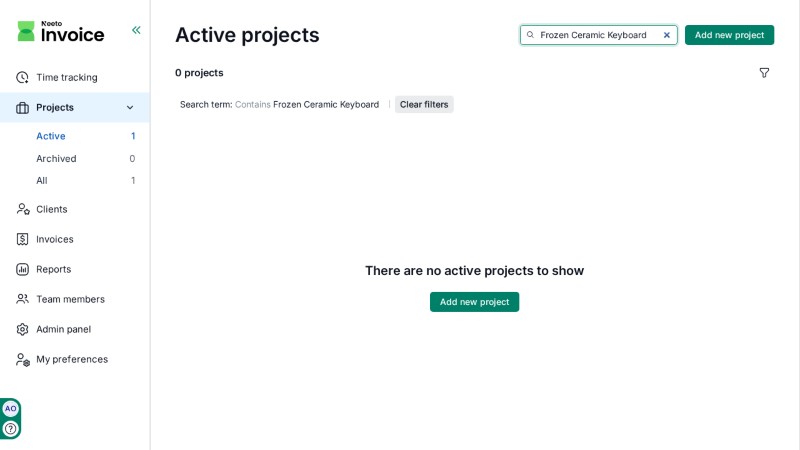 Neeto
Invoice
Time tracking
Projects
Active 1
Archived 0
All 1
Clients
Invoices
Reports
Team members
Admin panel
My preferences
AO
Active projects
Frozen Ceramic Keyboard
Add new project
0 projects
Search term: Contains Frozen Ceramic Keyboard
Clear filters
There are no active projects to show
Add new project